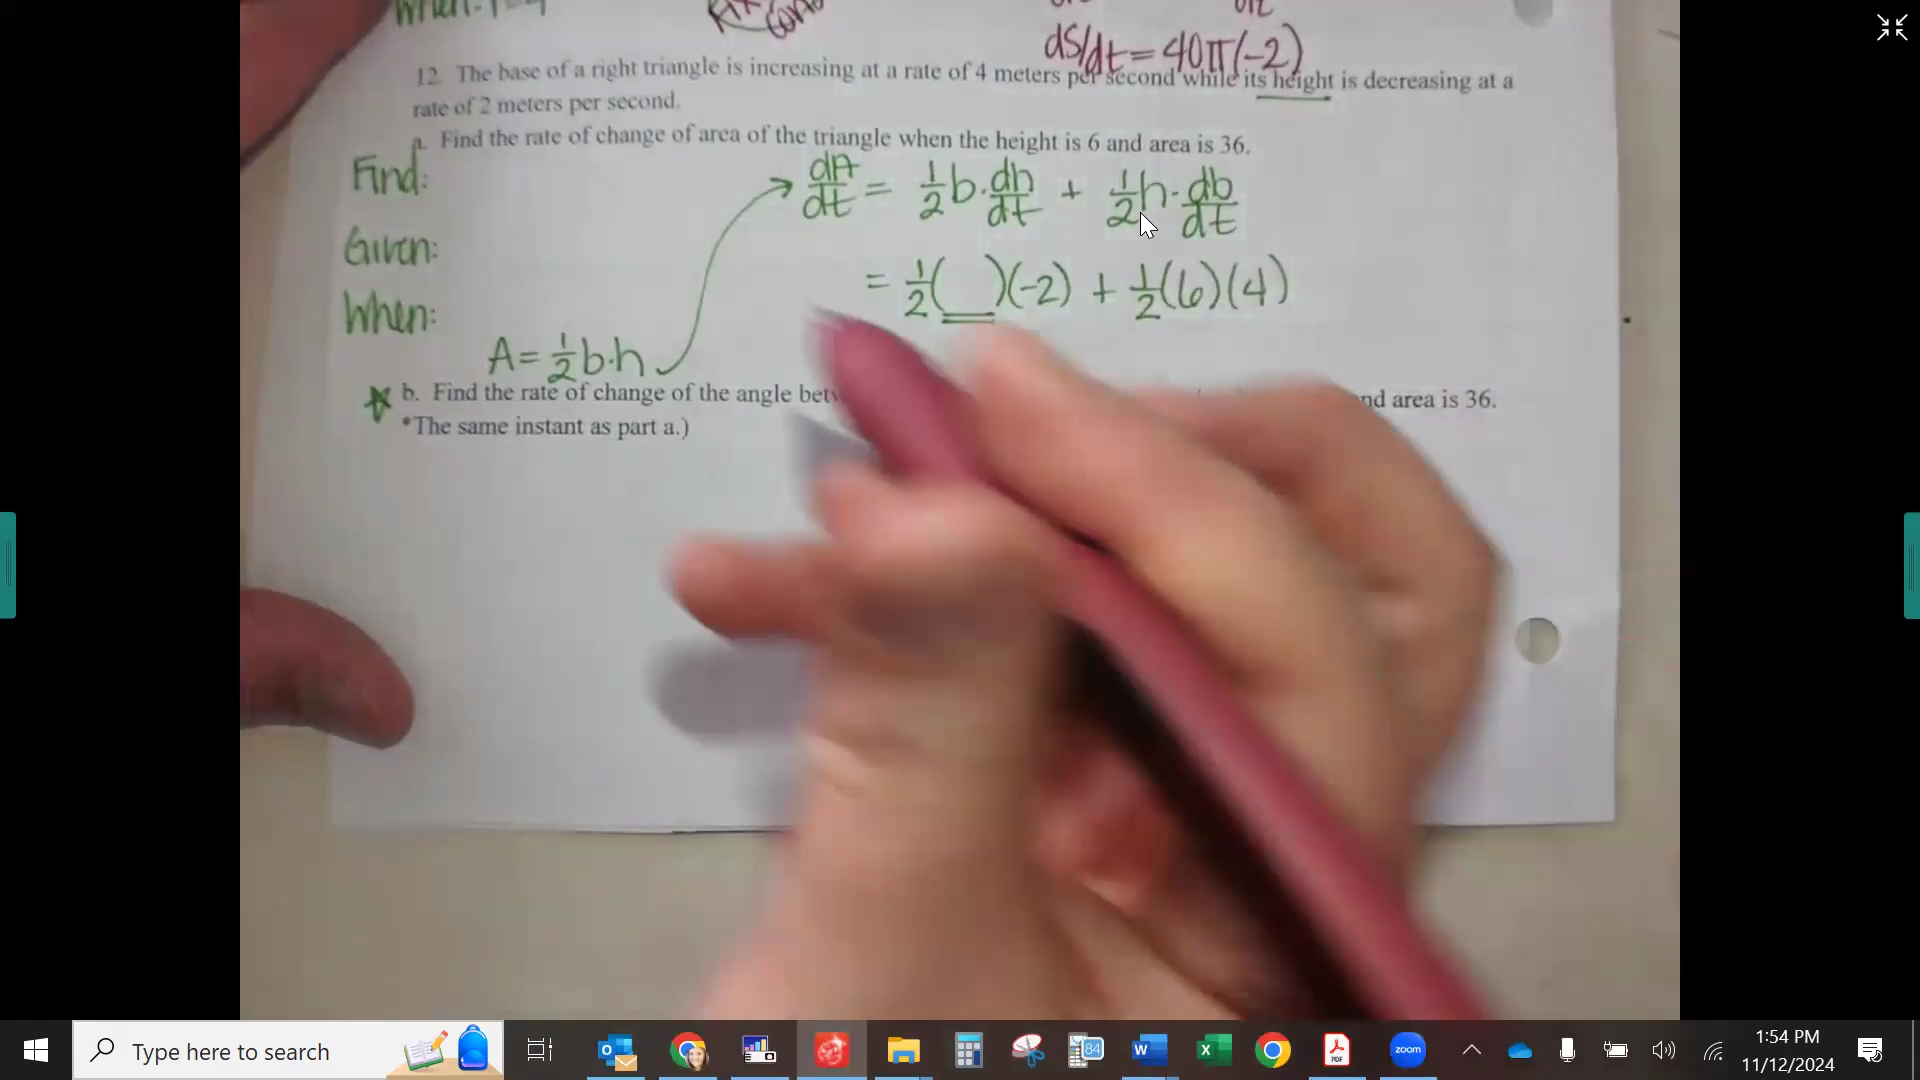 dS/dt = 40π(-2)
12. The base of a right triangle is increasing at a rate of 4 meters per second while its height is decreasing at a
rate of 2 meters per second.
a. Find the rate of change of area of the triangle when the height is 6 and area is 36.
Find:
dA/dt = 1/2 b · dh/dt + 1/2 h · db/dt
Given:
= 1/2( )(-2) + 1/2(6)(4)
When:
A = 1/2 b·h
b. Find the rate of change of the angle
and area is 36.
*The same instant as part a.)
Type here to search
84
zoom
1:54 PM
11/12/2024